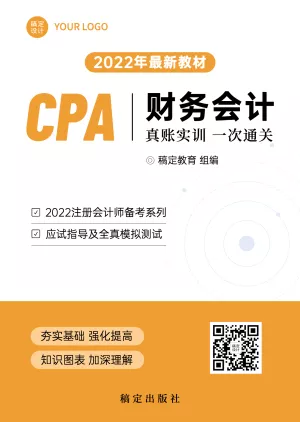 稿定设计
YOUR LOGO
2022年最新教材
CPA
财务会计
真账实训 一次通关
稿定教育 组编
2022注册会计师备考系列
应试指导及全真模拟测试
夯实基础 强化提高
知识图表 加深理解
稿定出版社